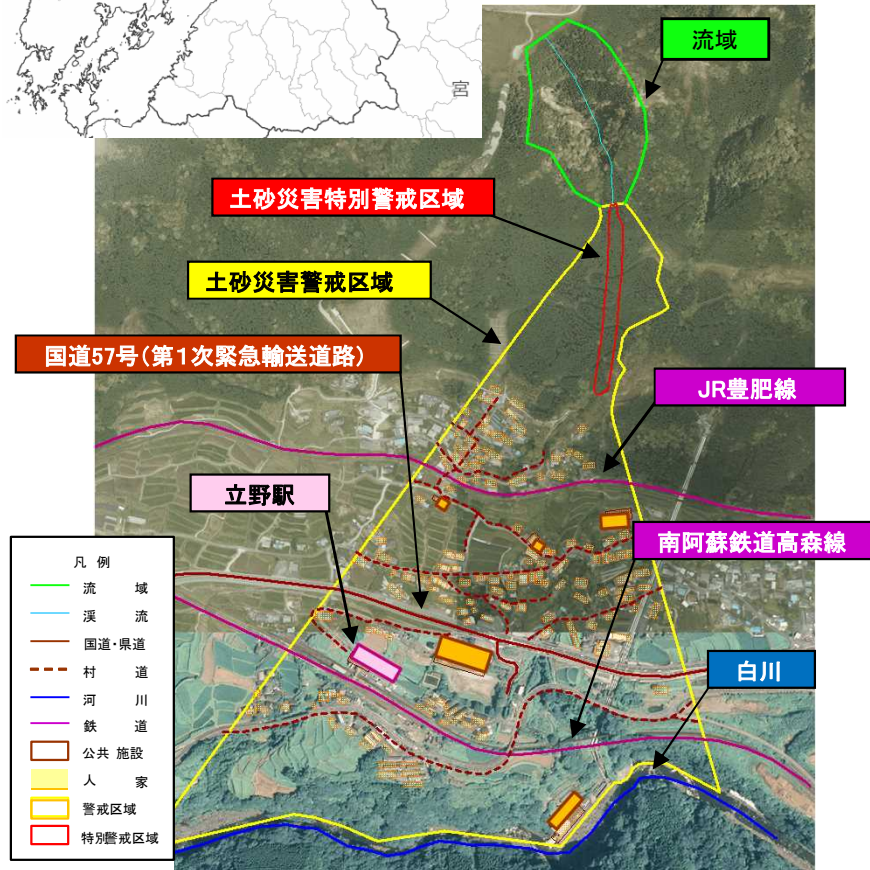 宮
流域
土砂災害特別警戒区域
土砂災害警戒区域
国道57号(第1次緊急輸送道路)
JR豊肥線
立野駅
南阿蘇鉄道高森線
白川
凡 例
流 域
渓 流
国道・県道
村 道
河 川
鉄 道
公共 施設
人 家
警戒区域
特別警戒区域